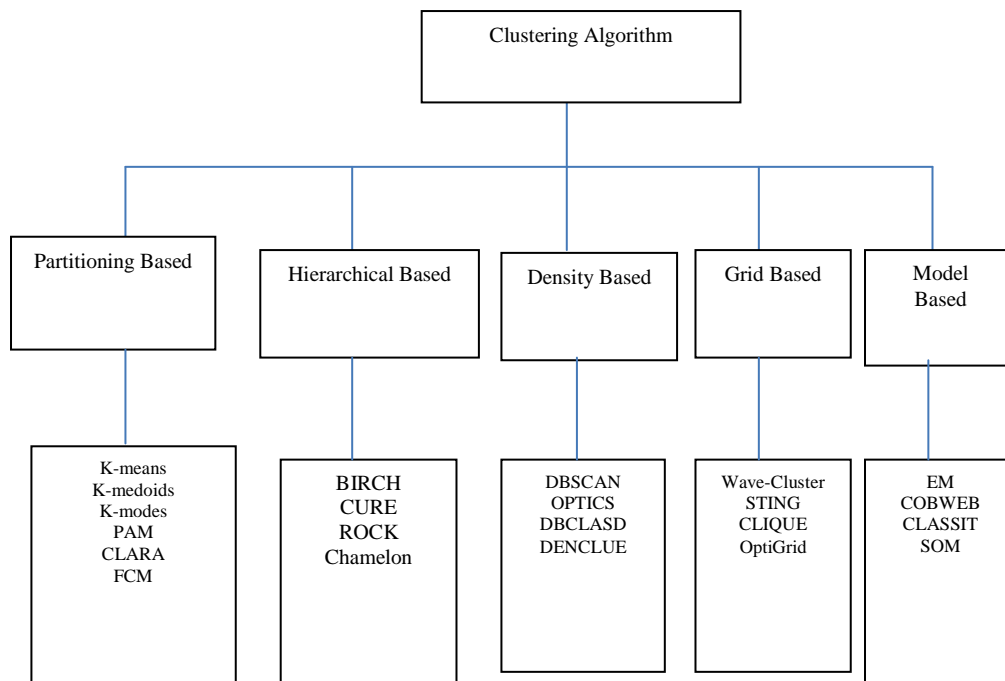 Clustering Algorithm
Partitioning Based
Hierarchical Based
Density Based
Grid Based
Model
Based
K-means
K-medoids
K-modes
PAM
CLARA
FCM
BIRCH
CURE
ROCK
Chamelon
DBSCAN
OPTICS
DBCLASD
DENCLUE
Wave-Cluster
STING
CLIQUE
OptiGrid
EM
COBWEB
CLASSIT
SOM